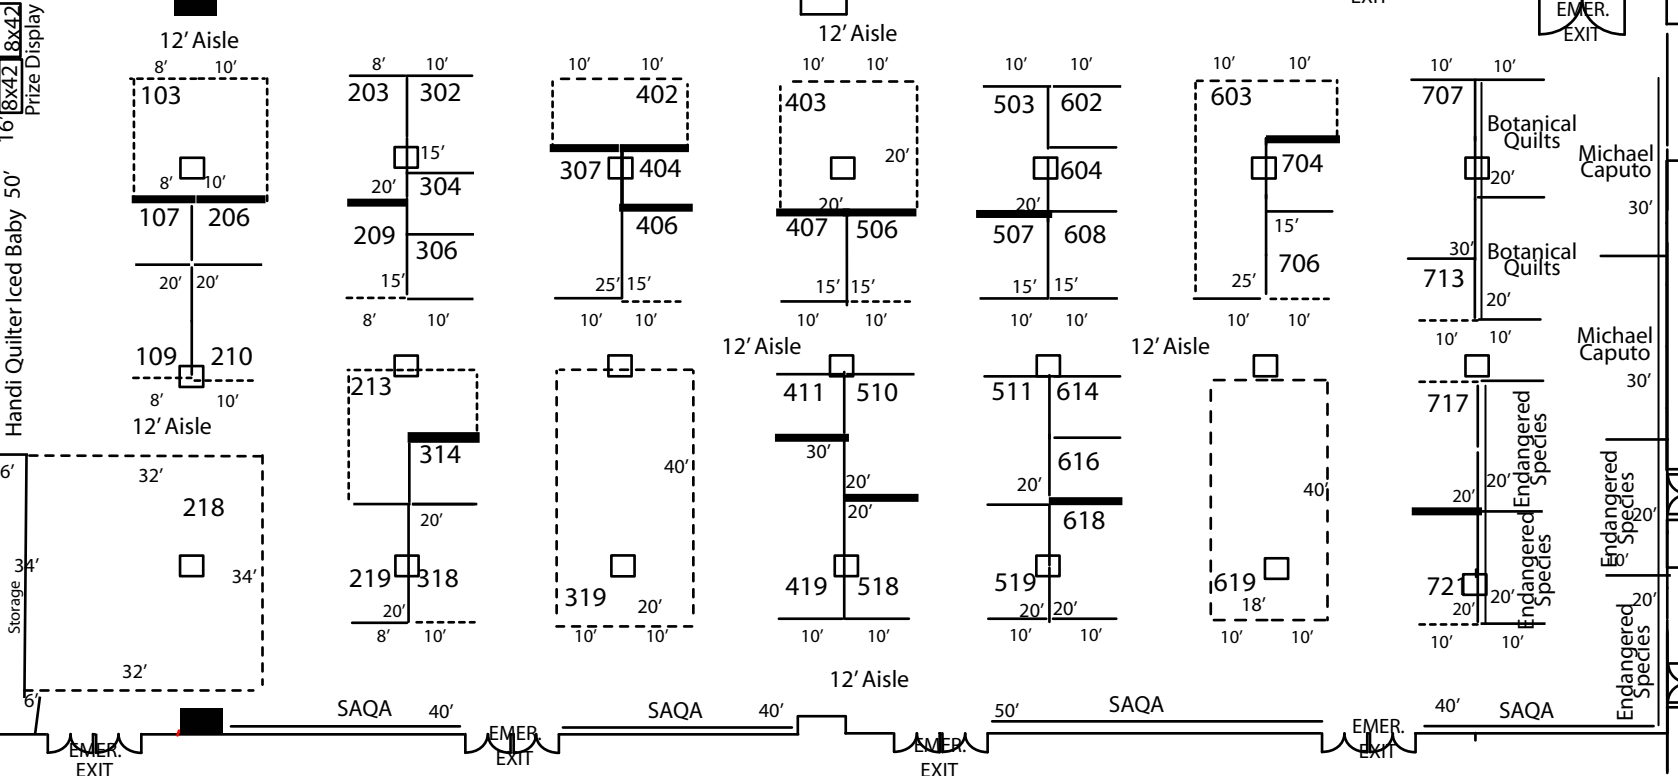 EXIT
EMER.
EXIT
8x42
8x42
Prize Display
16'
Handi Quilter Iced Baby 50'
12' Aisle
12' Aisle
8' 10'
103
8' 10'
107 206
20' 20'
109 210
8' 10'
12' Aisle
8' 10'
203 302
15'
20' 304
209 306
15'
8' 10'
10' 10'
402
307 404
406
25' 15'
10' 10'
10' 10'
403
20'
20'
407 506
15' 15'
10' 10'
12' Aisle
10' 10'
503 602
604
20'
507 608
15' 15'
10' 10'
12' Aisle
10' 10'
603
704
15'
706
25'
10' 10'
10' 10'
707
Botanical
Quilts
20'
30'
Botanical
Quilts
713
20'
10' 10'
Michael
Caputo
30'
Michael
Caputo
30'
6'
32'
218
34'
34'
Storage
32'
6'
213
314
20'
219 318
20'
8' 10'
40'
319
20'
10' 10'
411 510
30'
20'
20'
419 518
10' 10'
511 614
616
20'
618
519
20' 20'
10' 10'
40'
619
18'
10' 10'
717
Endangered
Species
20'
20'
721
Endangered
Species
20'
20'
10' 10'
Endangered
Species
20'
10'
20'
Endangered
Species
12' Aisle
SAQA 40'
SAQA 40'
50' SAQA
40' SAQA
EMER.
EXIT
EMER.
EXIT
EMER.
EXIT
EMER.
EXIT